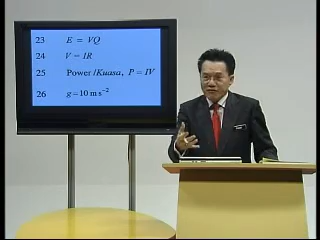 23 E = VQ
24 V = IR
25 Power / Kuasa, P = IV
26 g = 10 m s⁻²